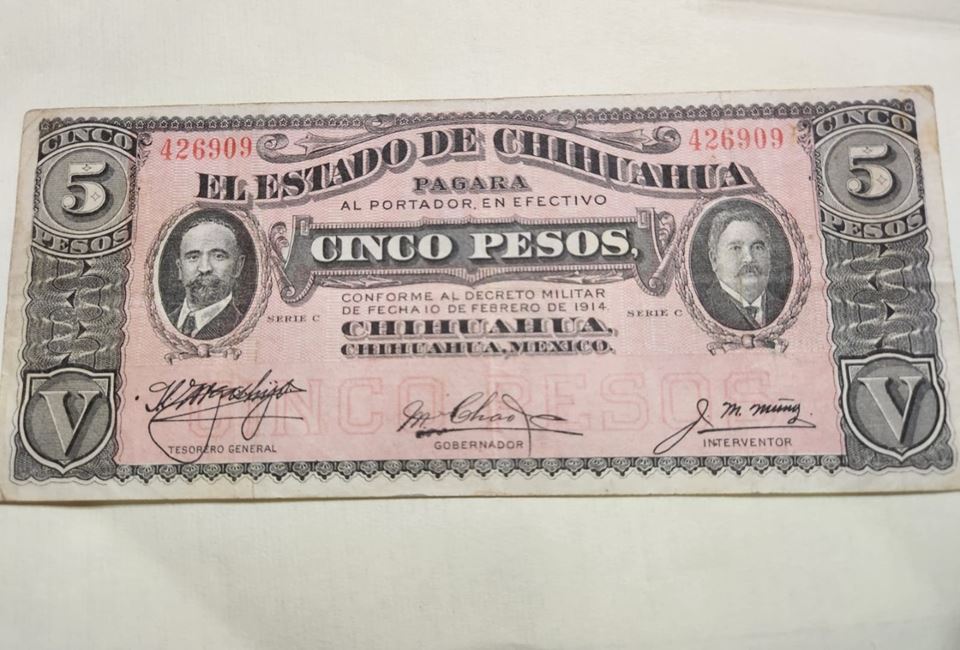 CINCO
5
PESOS
426909
EL ESTADO DE CHIHUAHUA
426909
CINCO
5
PESOS
PAGARA
AL PORTADOR, EN EFECTIVO
CINCO PESOS,
SERIE C
CONFORME AL DECRETO MILITAR
DE FECHA 10 DE FEBRERO DE 1914.
SERIE C
CHIHUAHUA,
CHIHUAHUA, MEXICO.
CINCO PESOS
V
M Chao
J. M. Muñoz.
V
TESORERO GENERAL
GOBERNADOR
INTERVENTOR